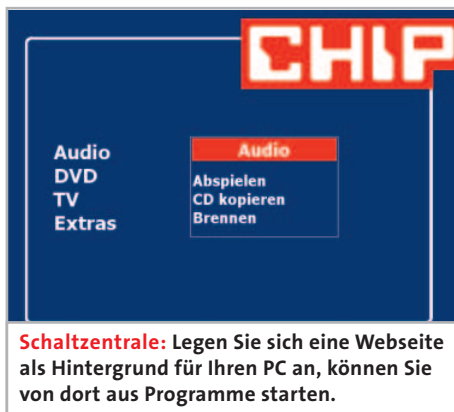 CHIP
Audio
DVD
TV
Extras
Audio
Abspielen
CD kopieren
Brennen
Schaltzentrale: Legen Sie sich eine Webseite
als Hintergrund für Ihren PC an, können Sie
von dort aus Programme starten.